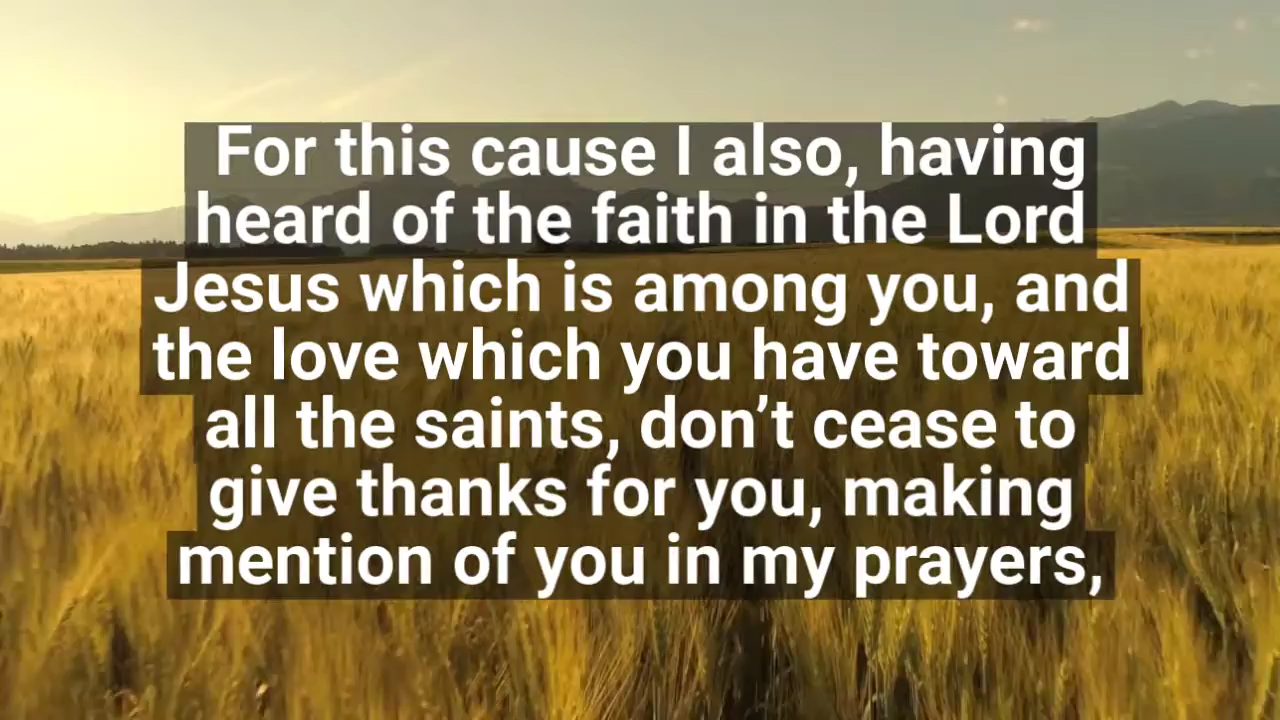 For this cause I also, having
heard of the faith in the Lord
Jesus which is among you, and
the love which you have toward
all the saints, don’t cease to
give thanks for you, making
mention of you in my prayers,